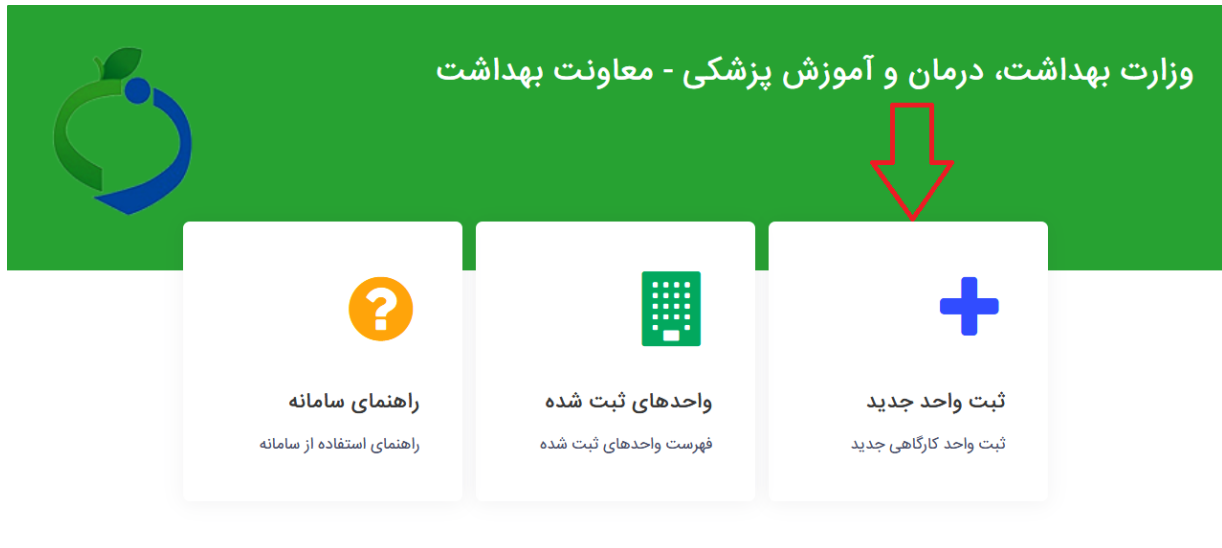 وزارت بهداشت، درمان و آموزش پزشکی - معاونت بهداشت
ثبت واحد جدید
ثبت واحد کارگاهی جدید
واحدهای ثبت شده
فهرست واحدهای ثبت شده
راهنمای سامانه
راهنمای استفاده از سامانه